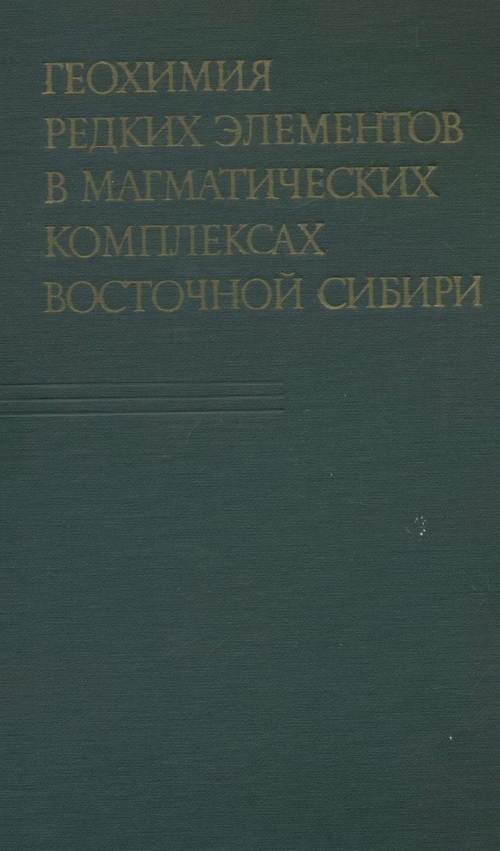 ГЕОХИМИЯ
РЕДКИХ ЭЛЕМЕНТОВ
В МАГМАТИЧЕСКИХ
КОМПЛЕКСАХ
ВОСТОЧНОЙ СИБИРИ